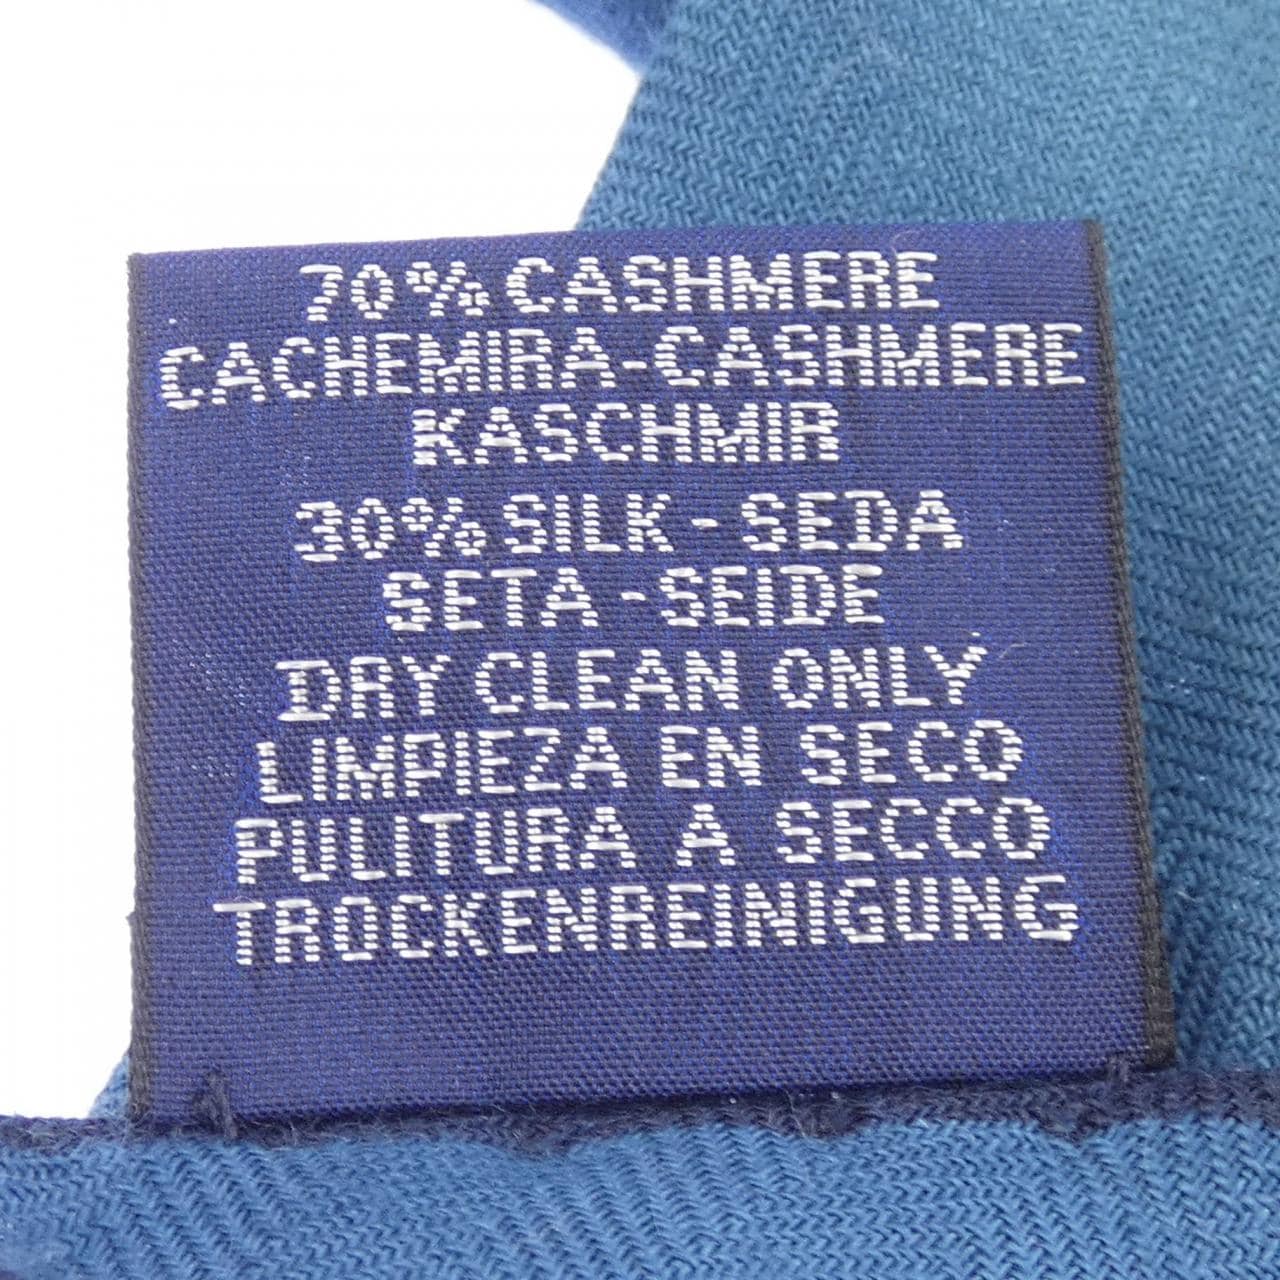 70% CASHMERE
CACHEMIRA-CASHMERE
KASCHMIR
30% SILK - SEDA
SETA - SEIDE
DRY CLEAN ONLY
LIMPIEZA EN SECO
PULITURA A SECCO
TROCKENREINIGUNG